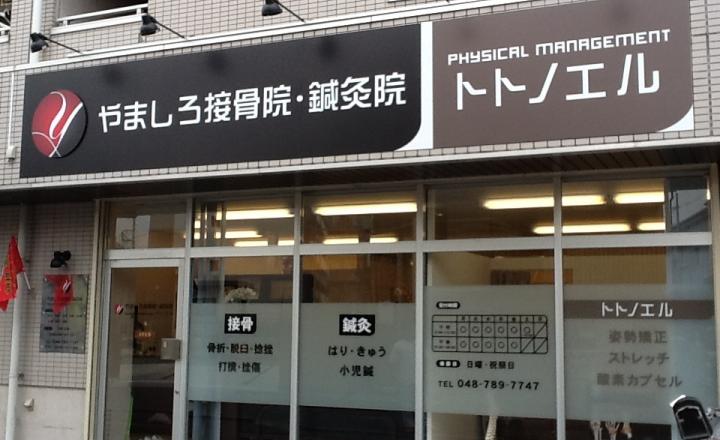 やましろ接骨院・鍼灸院
PHYSICAL MANAGEMENT
トトノエル
接骨
骨折・脱臼・捻挫
打撲・挫傷
鍼灸
はり・きゅう
小児鍼
日曜・祝祭日
TEL 048-789-7747
トトノエル
姿勢矯正
ストレッチ
酸素カプセル